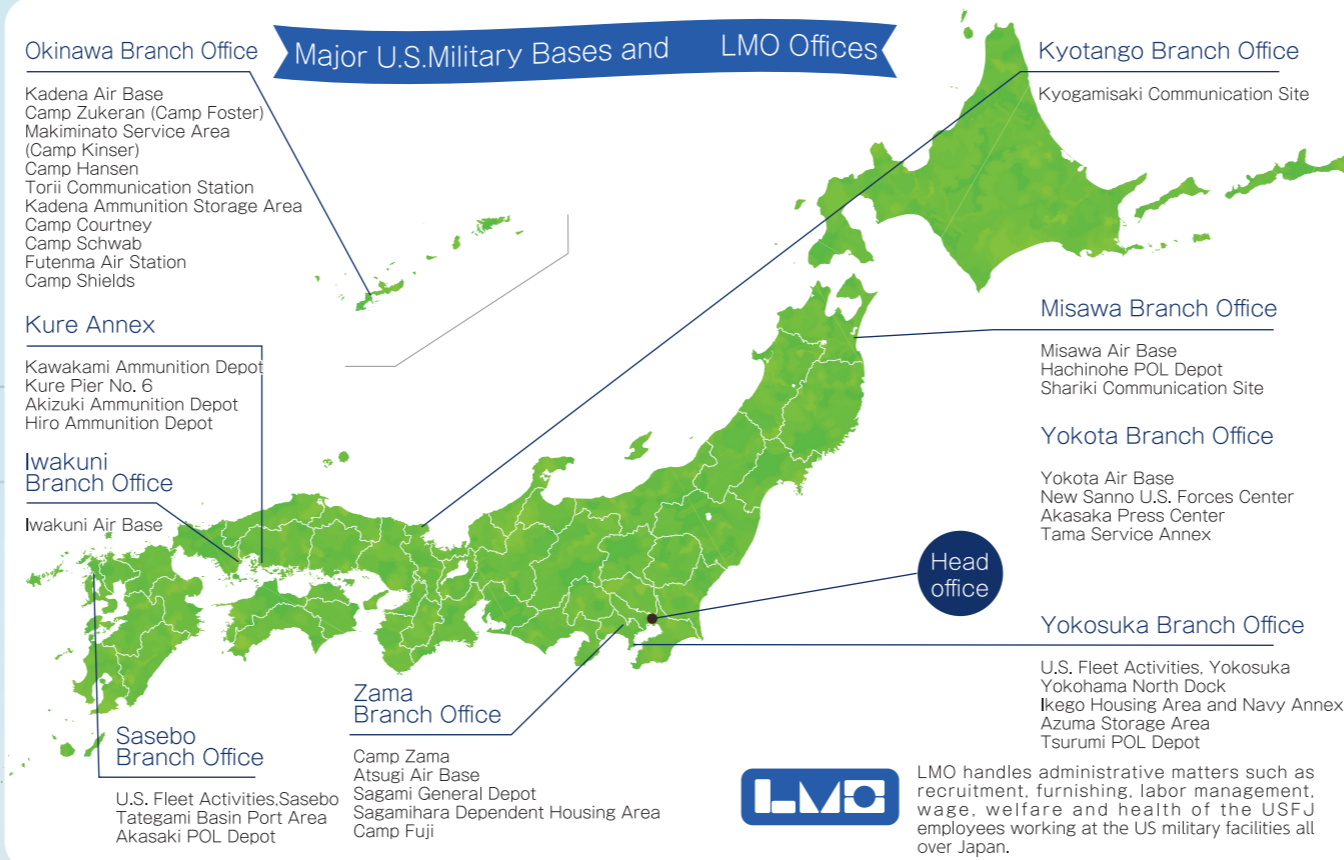 Major U.S.Military Bases and LMO Offices
Okinawa Branch Office
Kadena Air Base
Camp Zukeran (Camp Foster)
Makiminato Service Area
(Camp Kinser)
Camp Hansen
Torii Communication Station
Kadena Ammunition Storage Area
Camp Courtney
Camp Schwab
Futenma Air Station
Camp Shields
Kure Annex
Kawakami Ammunition Depot
Kure Pier No. 6
Akizuki Ammunition Depot
Hiro Ammunition Depot
Iwakuni
Branch Office
Iwakuni Air Base
Sasebo
Branch Office
U.S. Fleet Activities,Sasebo
Tategami Basin Port Area
Akasaki POL Depot
Zama
Branch Office
Camp Zama
Atsugi Air Base
Sagami General Depot
Sagamihara Dependent Housing Area
Camp Fuji
Kyotango Branch Office
Kyogamisaki Communication Site
Misawa Branch Office
Misawa Air Base
Hachinohe POL Depot
Shariki Communication Site
Yokota Branch Office
Yokota Air Base
New Sanno U.S. Forces Center
Akasaka Press Center
Tama Service Annex
Head
office
Yokosuka Branch Office
U.S. Fleet Activities, Yokosuka
Yokohama North Dock
Ikego Housing Area and Navy Annex
Azuma Storage Area
Tsurumi POL Depot
LMO
LMO handles administrative matters such as
recruitment, furnishing, labor management,
wage, welfare and health of the USFJ
employees working at the US military facilities all
over Japan.